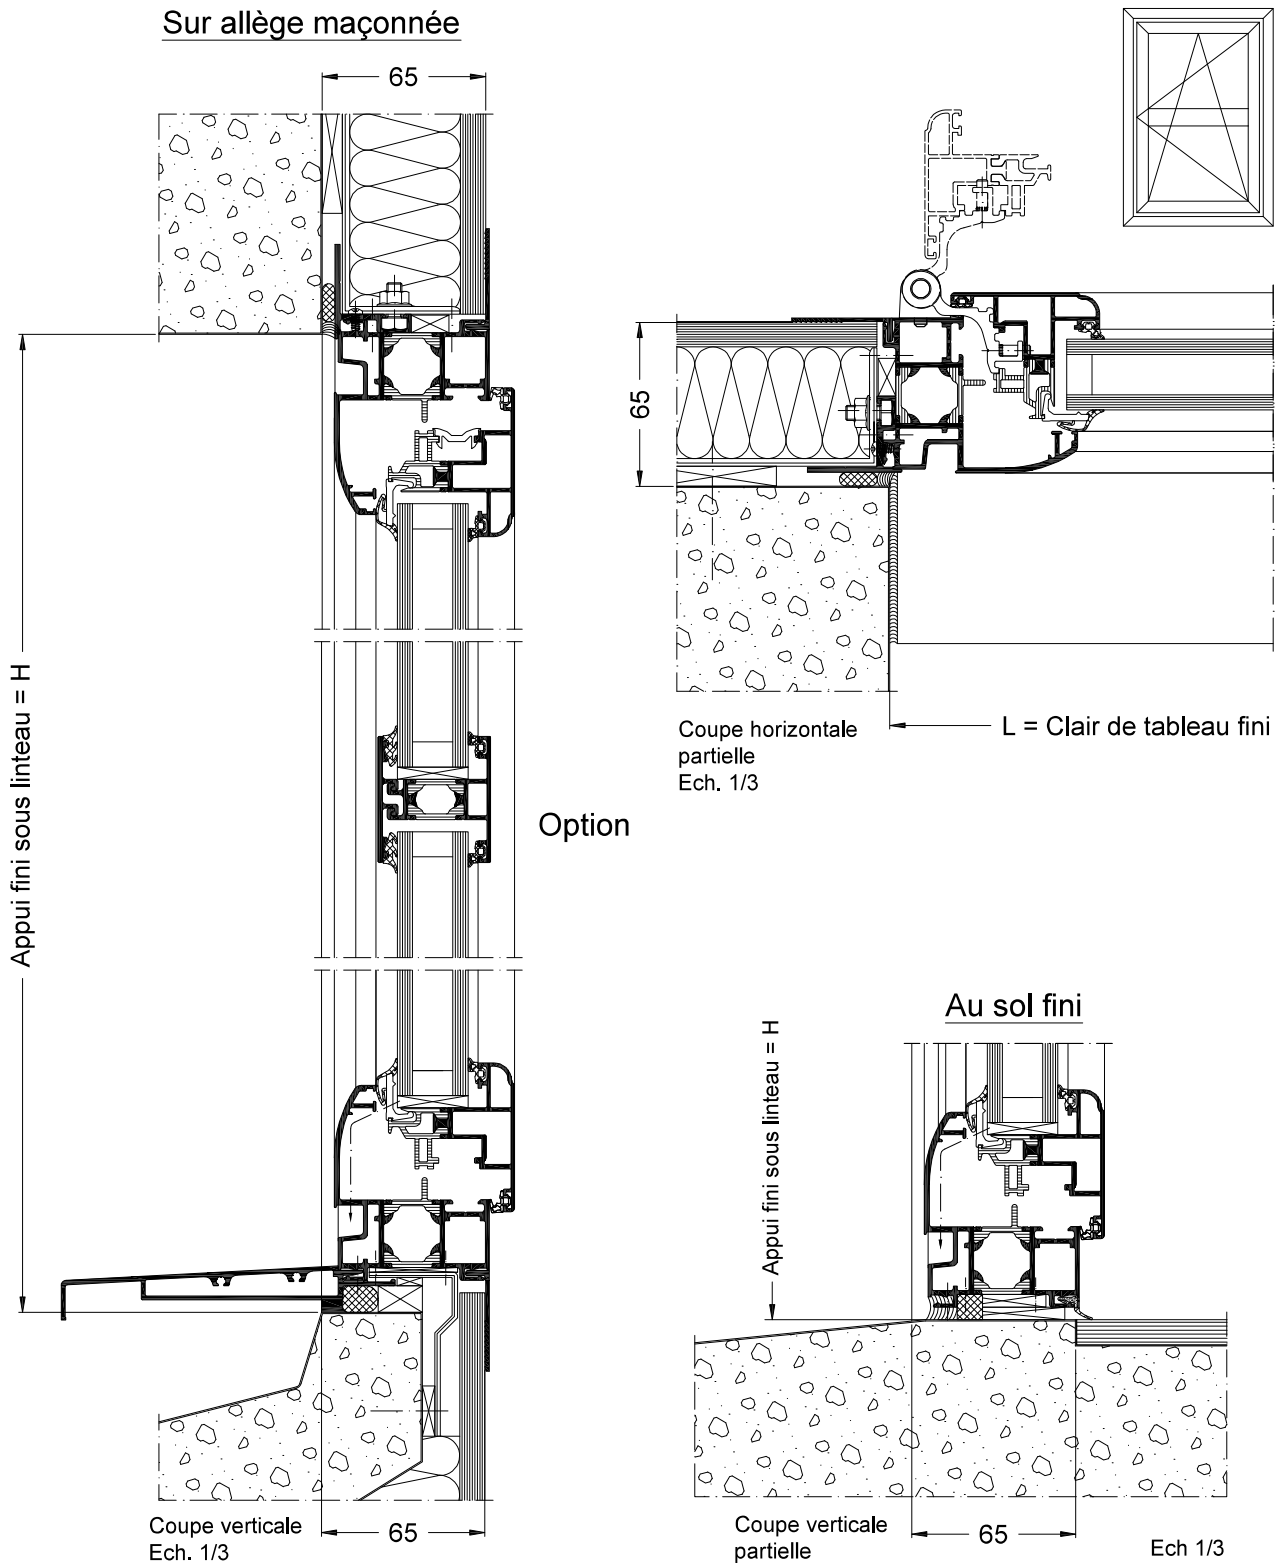 Sur allège maçonnée
65
65
Appui fini sous linteau = H
Coupe horizontale
partielle
Ech. 1/3
L = Clair de tableau fini
Option
Au sol fini
Appui fini sous linteau = H
Coupe verticale
Ech. 1/3
65
Coupe verticale
partielle
65
Ech 1/3